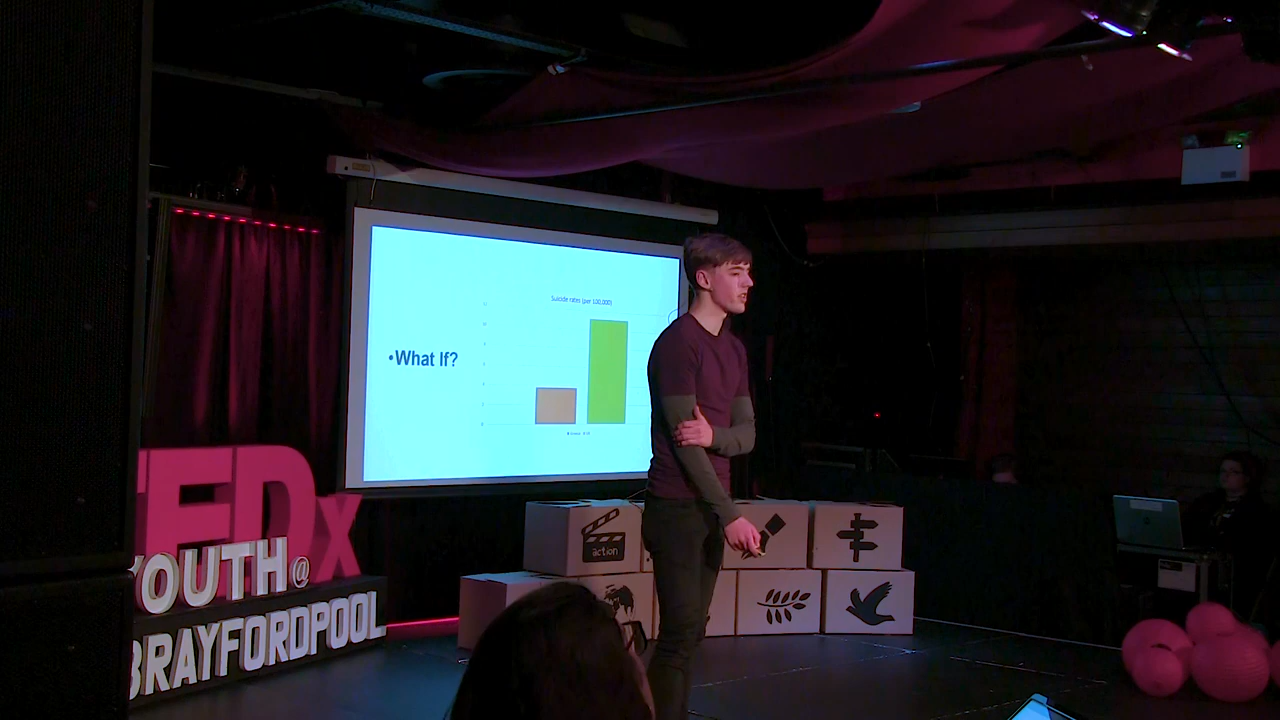 Suicide rates (per 100,000)
•What If?
TEDx
YOUTH@
BRAYFORDPOOL
action